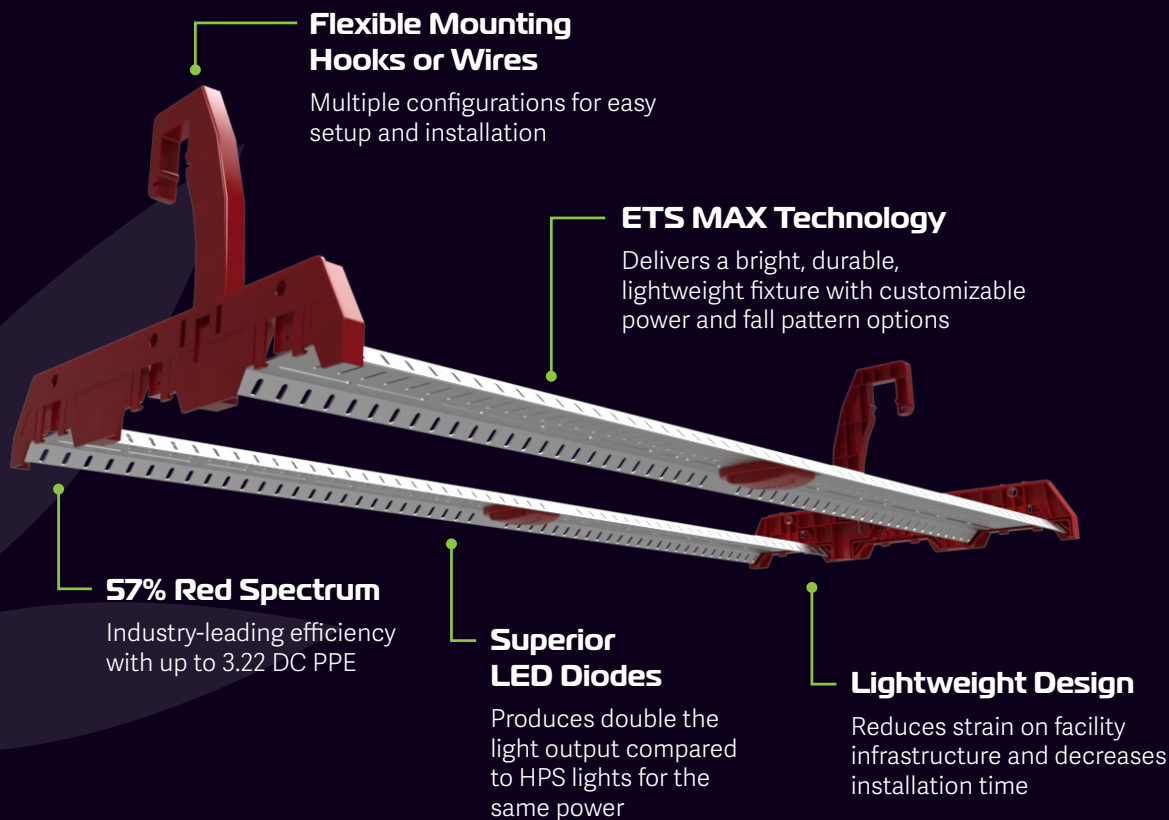 Flexible Mounting
Hooks or Wires
Multiple configurations for easy
setup and installation
ETS MAX Technology
Delivers a bright, durable,
lightweight fixture with customizable
power and fall pattern options
57% Red Spectrum
Industry-leading efficiency
with up to 3.22 DC PPE
Superior
LED Diodes
Produces double the
light output compared
to HPS lights for the
same power
Lightweight Design
Reduces strain on facility
infrastructure and decreases
installation time